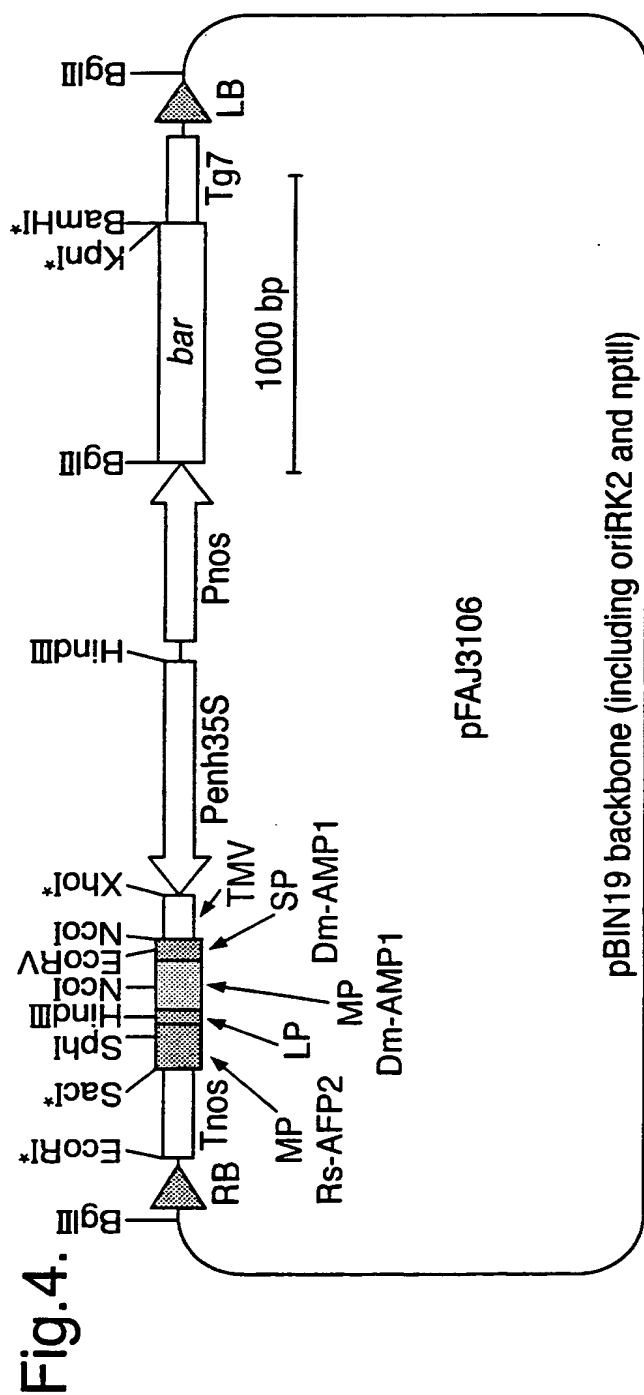 Fig.4.
BglII
EcoRI*
SacI*
SphI
HindIII
NcoI
EcoRV
NcoI
XhoI*
HindIII
BglII
KpnI*
BamHI*
BglII
RB
Tnos
MP
Rs-AFP2
LP
MP
Dm-AMP1
SP
Dm-AMP1
TMV
Penh35S
Pnos
bar
Tg7
LB
1000 bp
pFAJ3106
pBIN19 backbone (including oriRK2 and nptII)